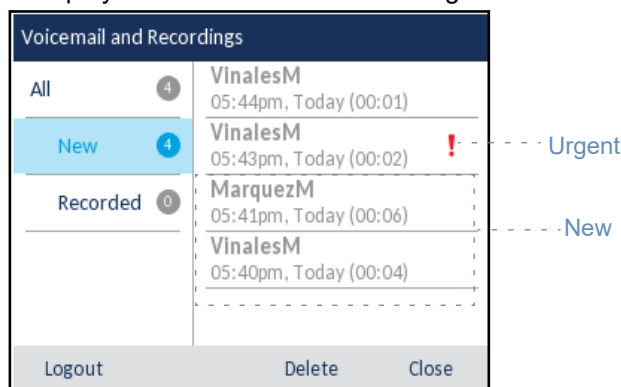 Voicemail and Recordings
All 4
New 4
Recorded 0
VinalesM
05:44pm, Today (00:01)
VinalesM
05:43pm, Today (00:02) !
Urgent
MarquezM
05:41pm, Today (00:06)
New
VinalesM
05:40pm, Today (00:04)
Logout Delete Close